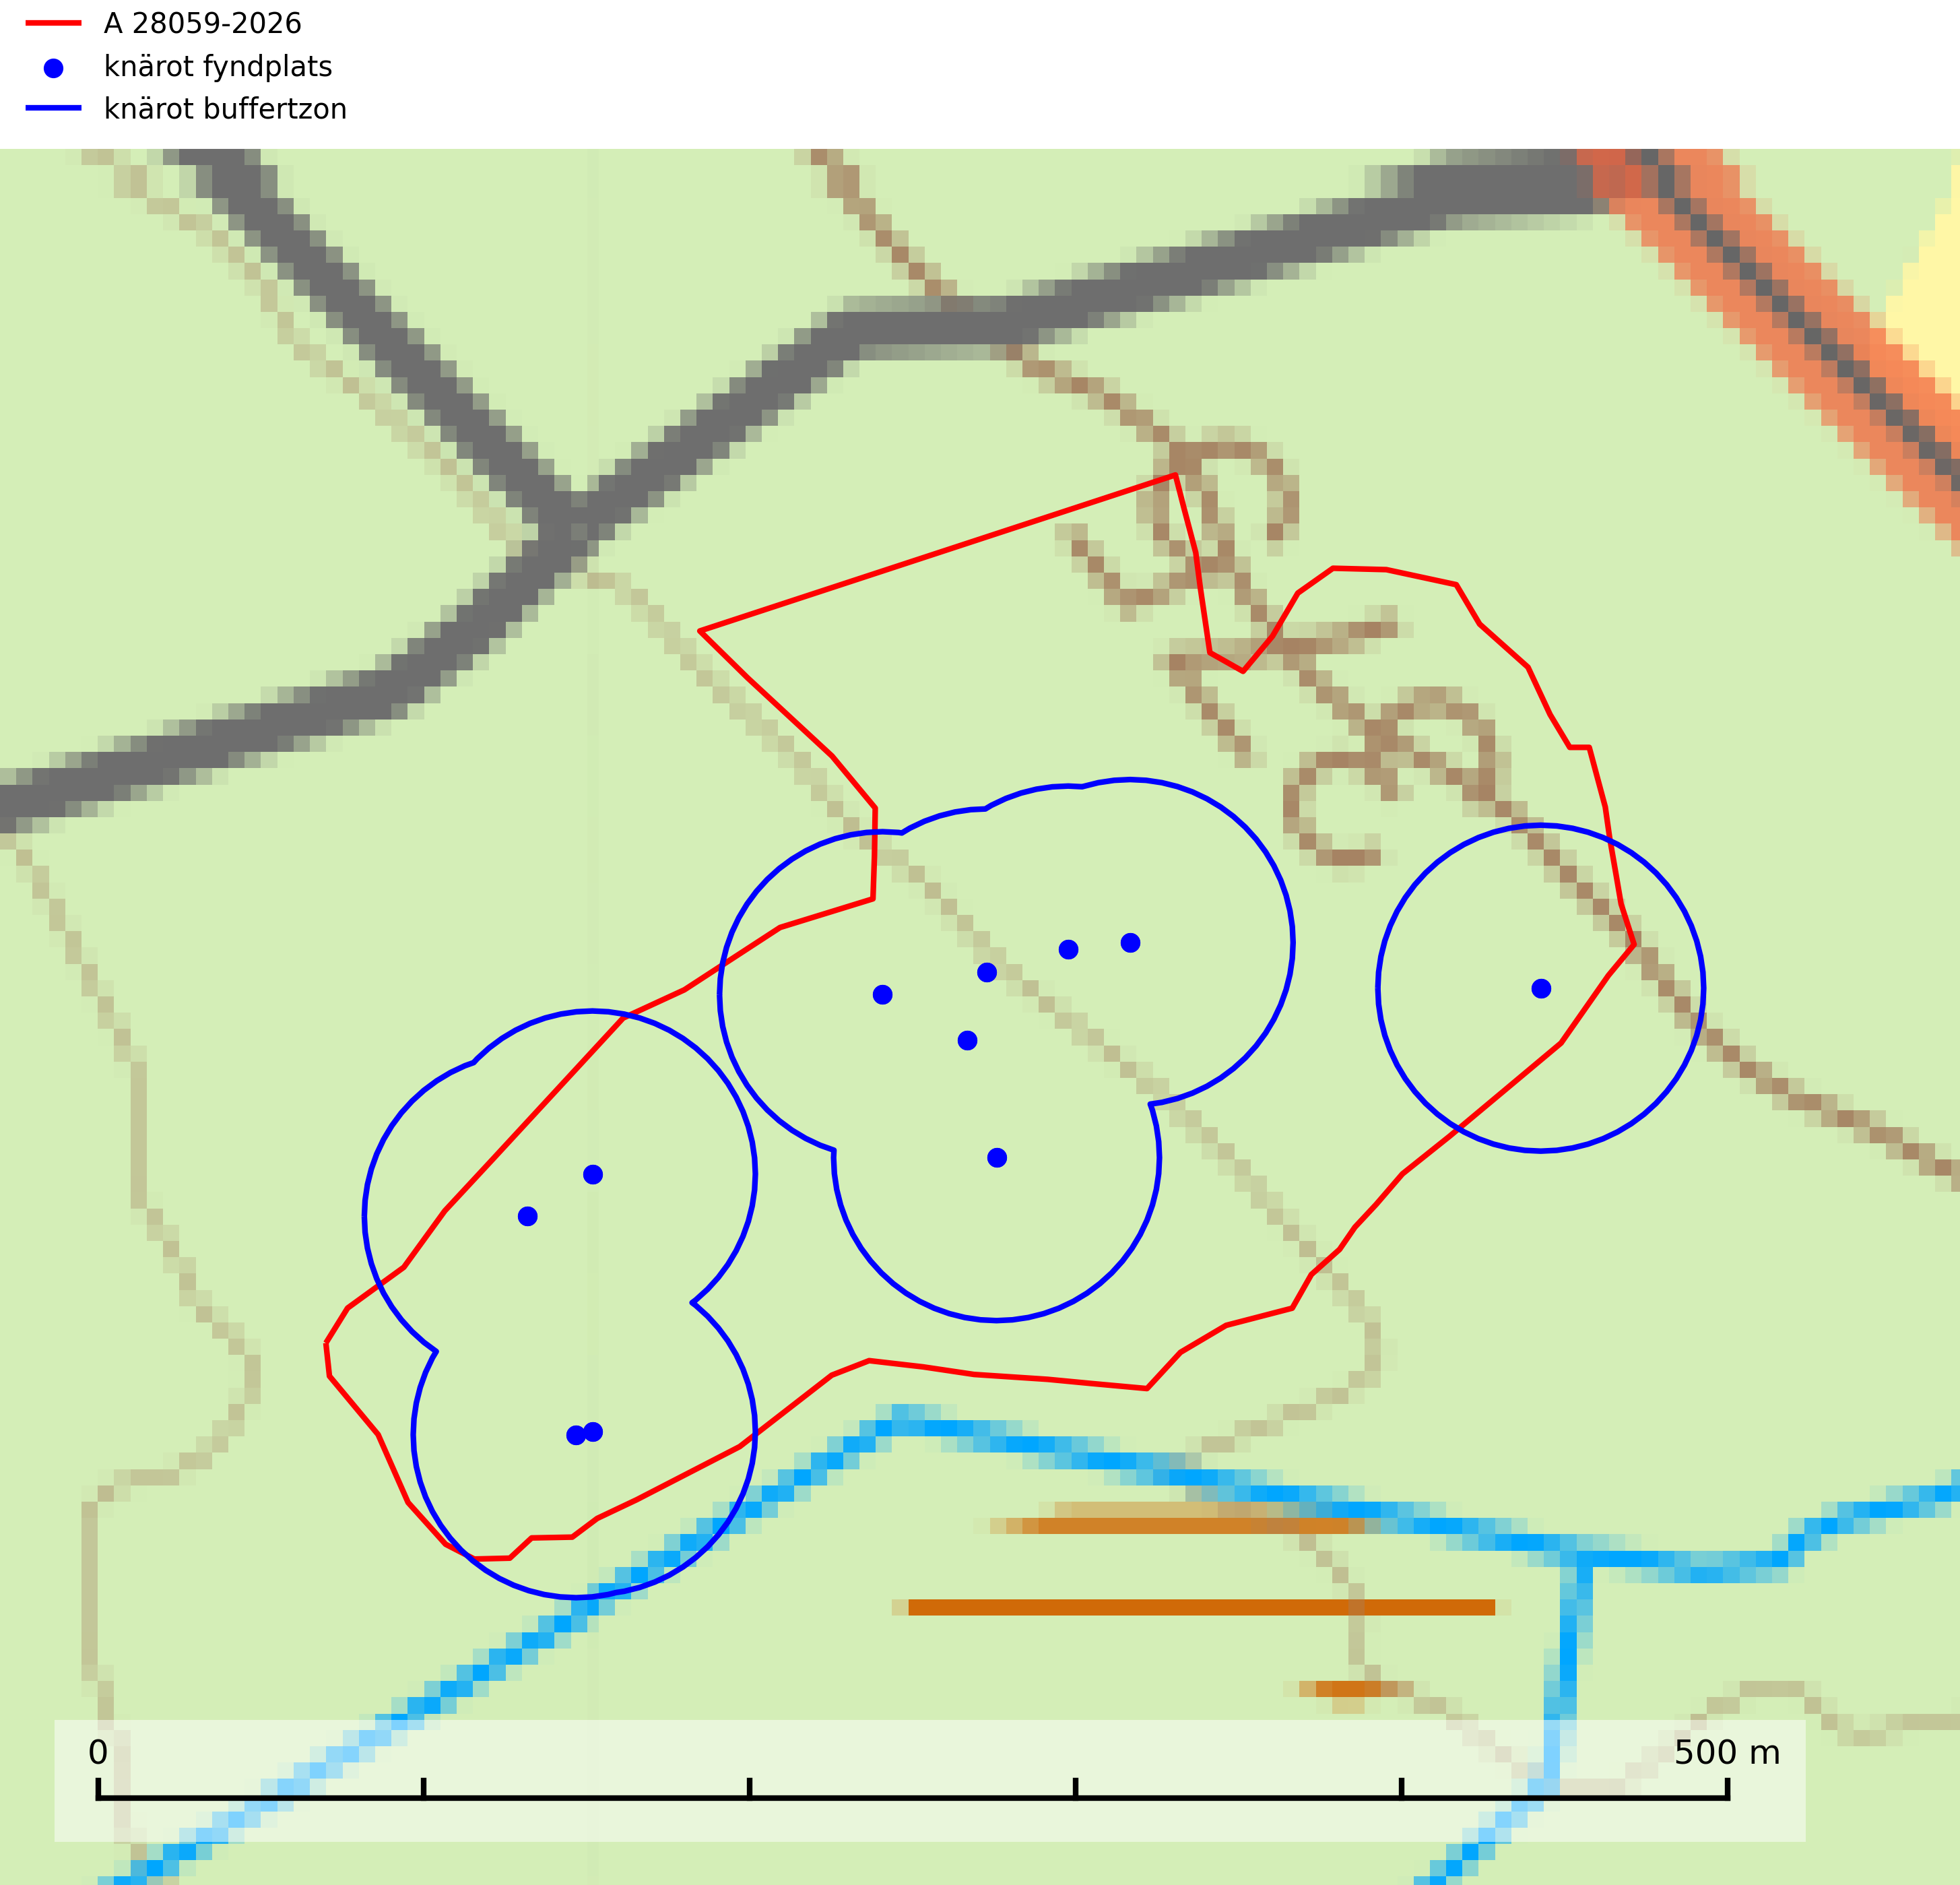 A 28059-2026
knärot fyndplats
knärot buffertzon
0
500 m